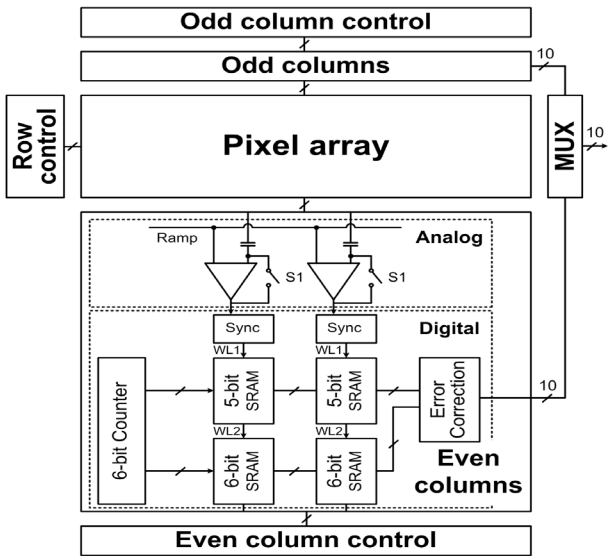 Odd column control
Odd columns
10
Row
control
Pixel array
MUX
10
Ramp
Analog
S1
S1
Sync
Sync
Digital
WL1
WL1
6-bit Counter
5-bit
SRAM
5-bit
SRAM
Error
Correction
10
WL2
WL2
6-bit
SRAM
6-bit
SRAM
Even
columns
Even column control